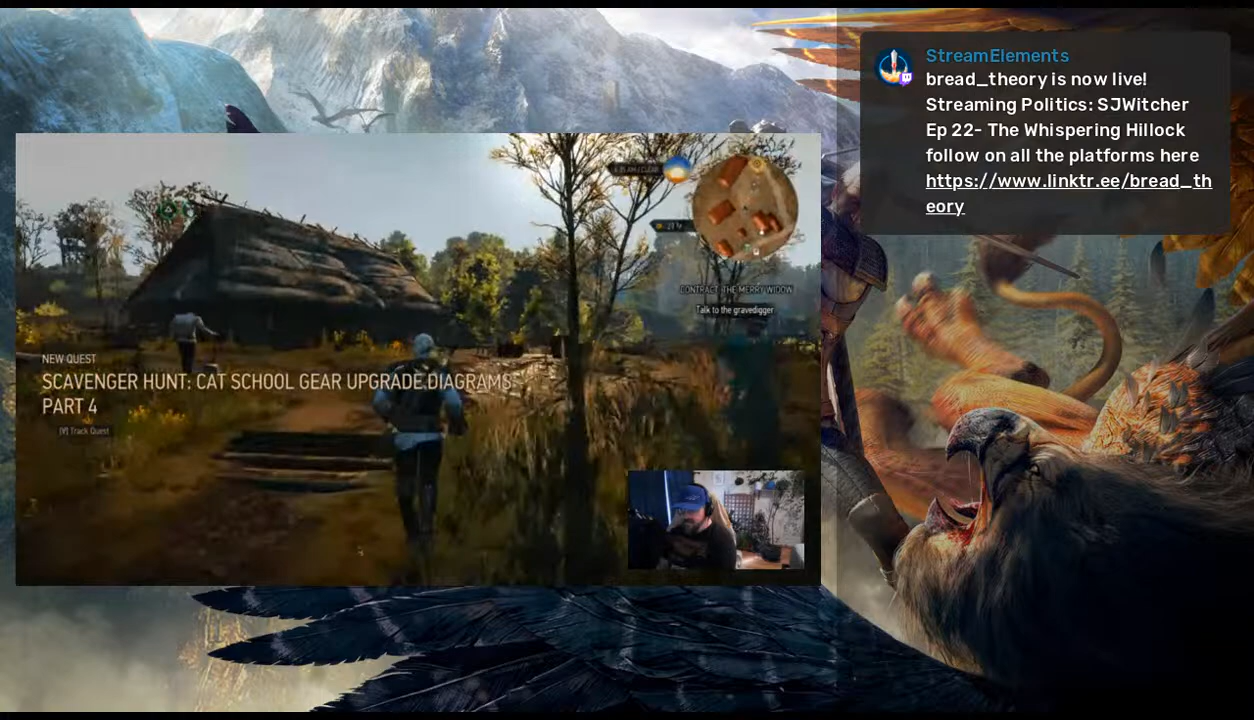 StreamElements
bread_theory is now live!
Streaming Politics: SJWitcher
Ep 22- The Whispering Hillock
follow on all the platforms here
https://www.linktr.ee/bread_th
eory
CONTRACT: THE MERRY WIDOW
Talk to the gravedigger
NEW QUEST
SCAVENGER HUNT: CAT SCHOOL GEAR UPGRADE DIAGRAMS -
PART 4
[V] Track Quest